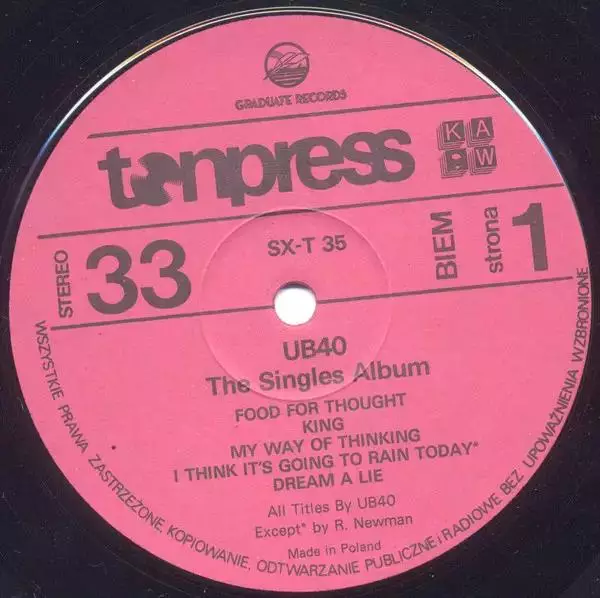 GRADUATE RECORDS
tonpress
K A
W
STEREO
33
SX-T 35
BIEM
strona
1
UB40
The Singles Album
FOOD FOR THOUGHT
KING
MY WAY OF THINKING
I THINK IT'S GOING TO RAIN TODAY*
DREAM A LIE
All Titles By UB40
Except* by R. Newman
Made in Poland
WSZYSTKIE PRAWA ZASTRZEŻONE, KOPIOWANIE, ODTWARZANIE PUBLICZNE i RADIOWE BEZ UPOWAŻNIENIA WZBRONIONE